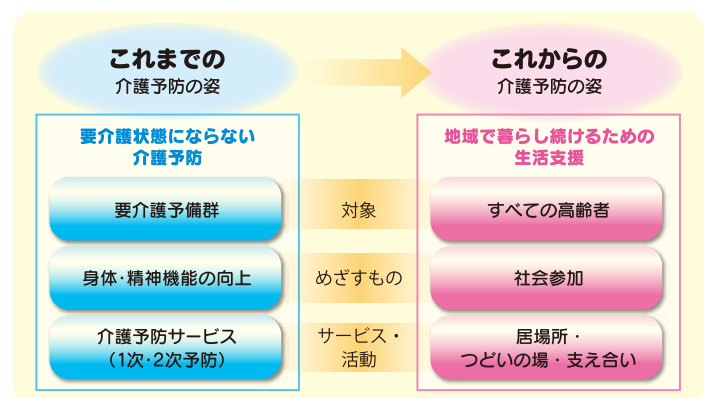 これまでの
介護予防の姿
これからの
介護予防の姿
要介護状態にならない
介護予防
地域で暮らし続けるための
生活支援
要介護予備群
対象
すべての高齢者
身体・精神機能の向上
めざすもの
社会参加
介護予防サービス
（1次・2次予防）
サービス・
活動
居場所・
つどいの場・支え合い